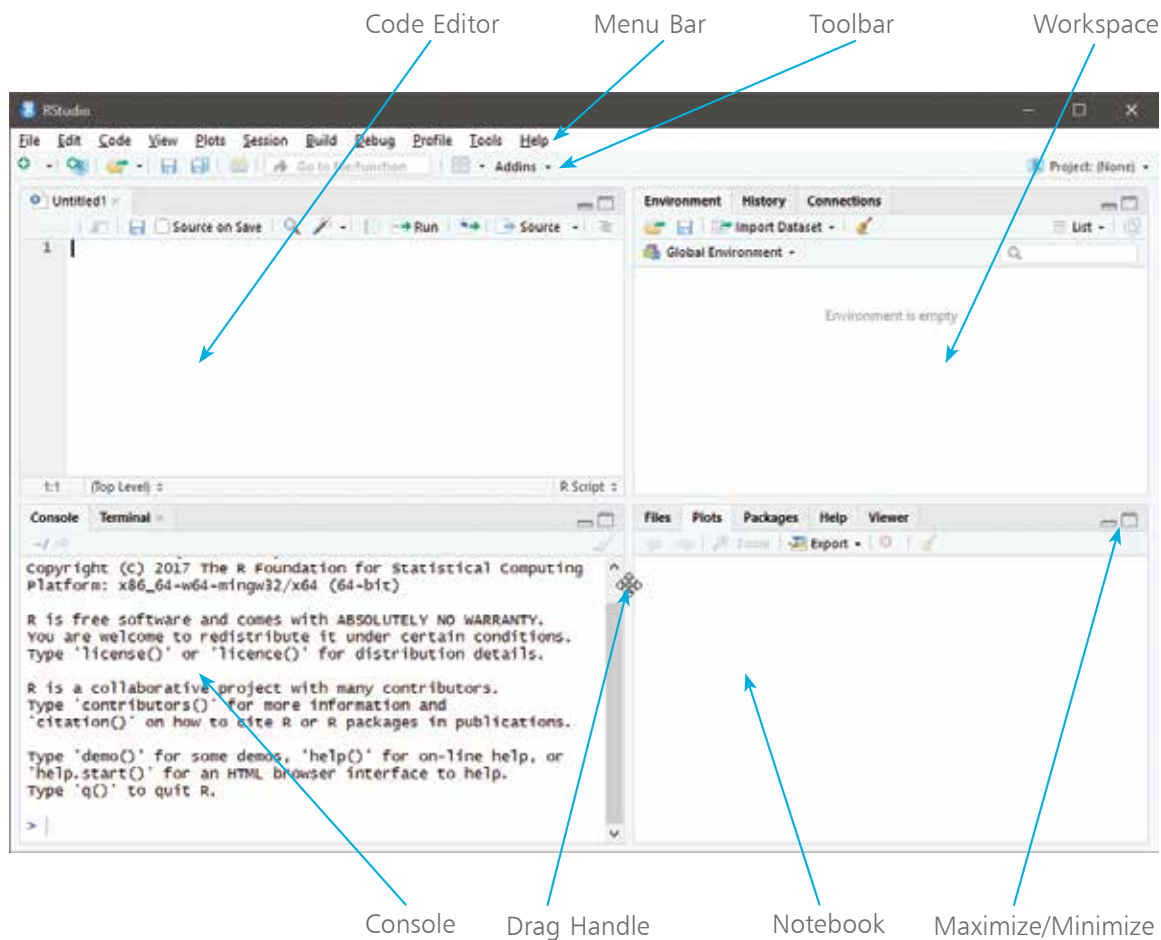 Code Editor Menu Bar Toolbar Workspace
RStudio
File Edit Code View Plots Session Build Debug Profile Tools Help
Go to file/function Addins Project: (None)
Untitled1
Source on Save Run Source
1
1:1 (Top Level) R Script
Environment History Connections
Import Dataset List
Global Environment
Environment is empty
Console Terminal
~/
Copyright (C) 2017 The R Foundation for Statistical Computing
Platform: x86_64-w64-mingw32/x64 (64-bit)
R is free software and comes with ABSOLUTELY NO WARRANTY.
You are welcome to redistribute it under certain conditions.
Type 'license()' or 'licence()' for distribution details.
R is a collaborative project with many contributors.
Type 'contributors()' for more information and
'citation()' on how to cite R or R packages in publications.
Type 'demo()' for some demos, 'help()' for on-line help, or
'help.start()' for an HTML browser interface to help.
Type 'q()' to quit R.
>
Files Plots Packages Help Viewer
Zoom Export
Console Drag Handle Notebook Maximize/Minimize